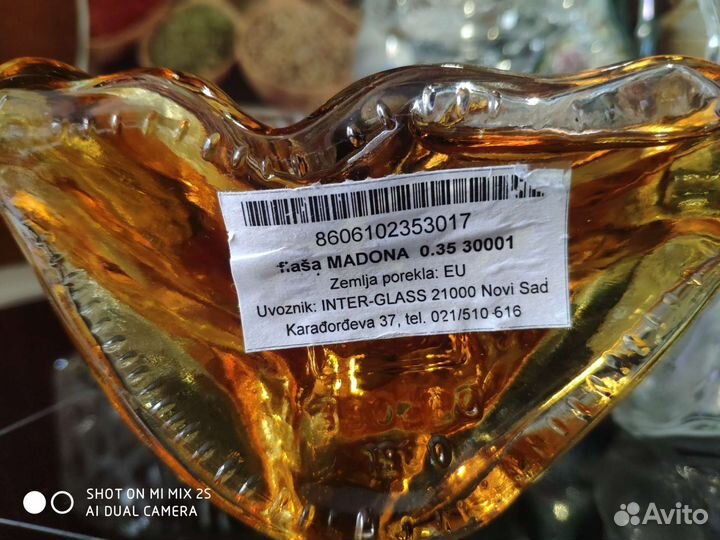 8606102353017
flaša MADONA 0.35 30001
Zemlja porekla: EU
Uvoznik: INTER-GLASS 21000 Novi Sad
Karađorđeva 37, tel. 021/510-616
SHOT ON MI MIX 2S
AI DUAL CAMERA
Avito